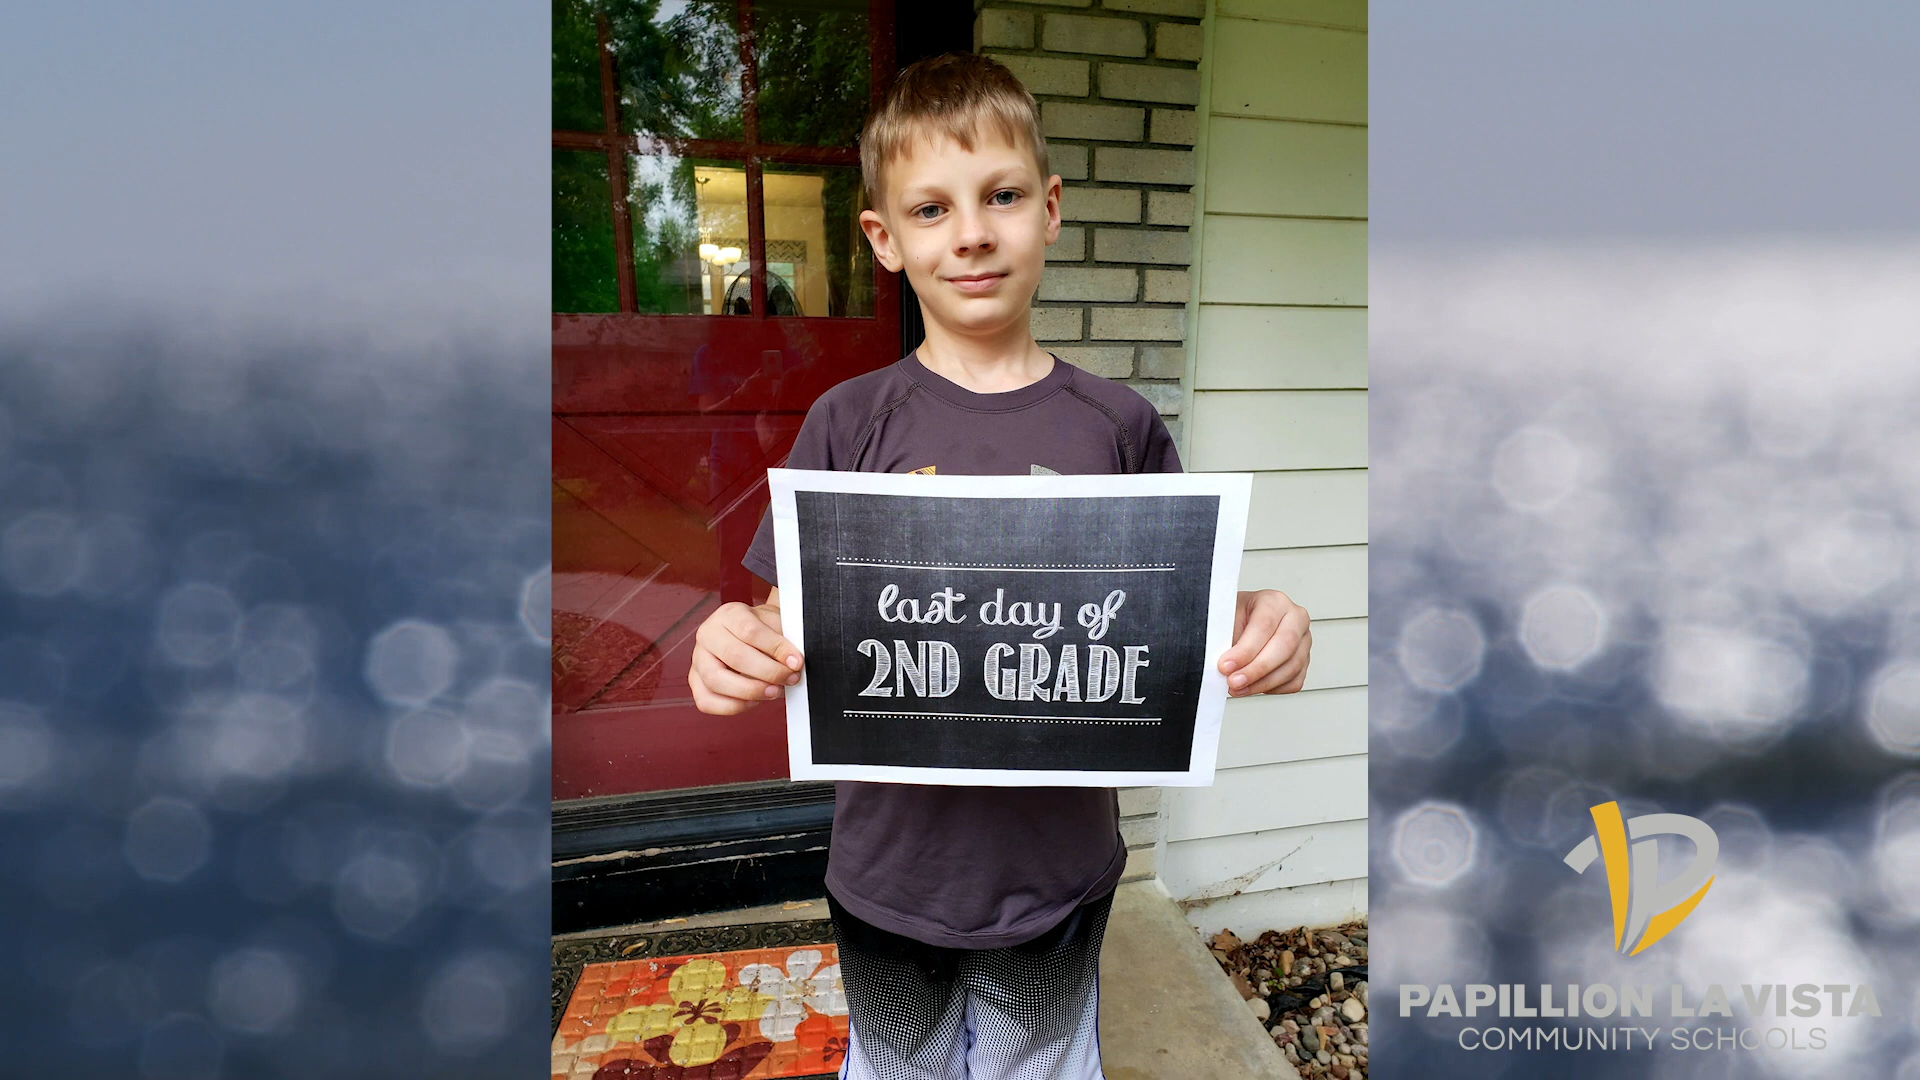 last day of
2ND GRADE
PAPILLION LA VISTA
COMMUNITY SCHOOLS